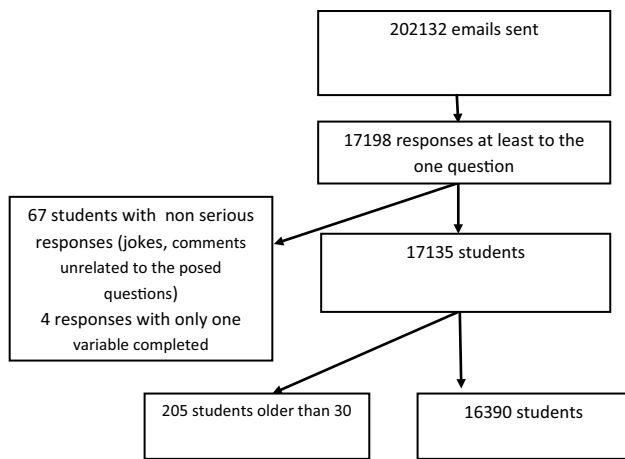 202132 emails sent
17198 responses at least to the
one question
67 students with non serious
responses (jokes, comments
unrelated to the posed
questions)
4 responses with only one
variable completed
17135 students
205 students older than 30
16390 students